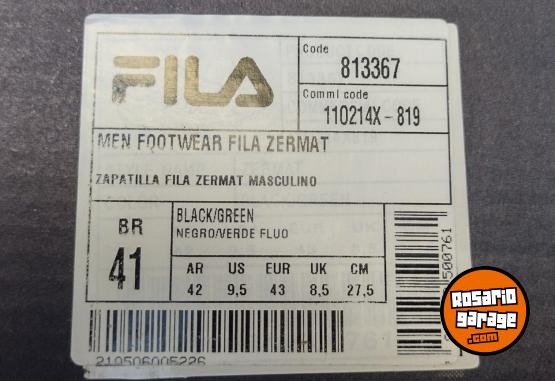 FILA
Code
813367
Comml code
110214X - 819
MEN FOOTWEAR FILA ZERMAT
ZAPATILLA FILA ZERMAT MASCULINO
BR
41
BLACK/GREEN
NEGRO/VERDE FLUO
AR US EUR UK CM
42 9,5 43 8,5 27,5
210506005226
500761
Rosario
garage
.com